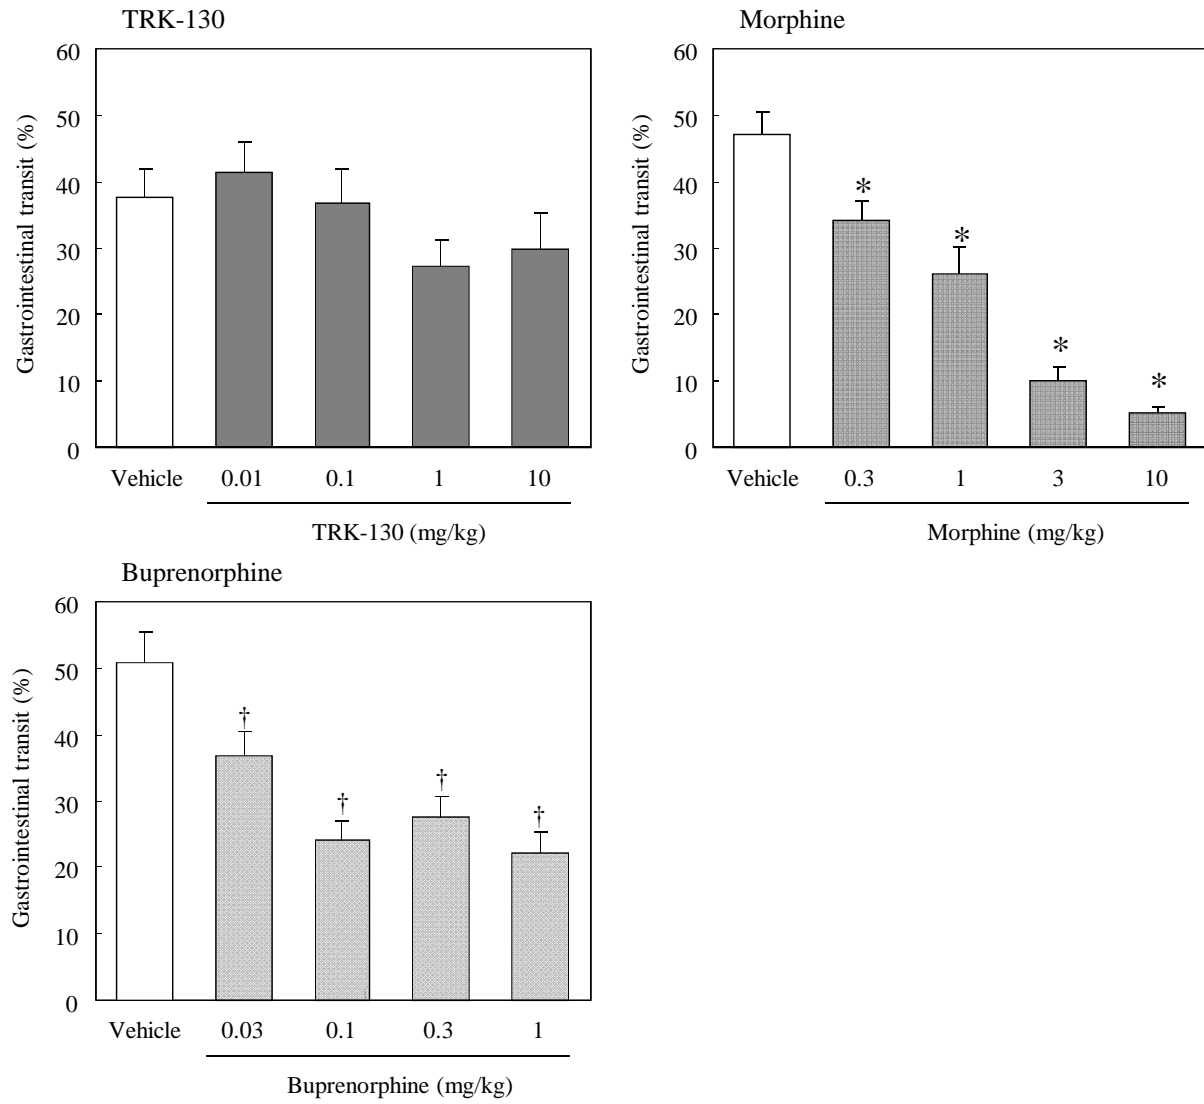 TRK-130
60
50
40
30
20
10
0
Gastrointestinal transit (%)
Vehicle 0.01 0.1 1 10
TRK-130 (mg/kg)
Morphine
60
50
40
30
20
10
0
Gastrointestinal transit (%)
* * * *
Vehicle 0.3 1 3 10
Morphine (mg/kg)
Buprenorphine
60
50
40
30
20
10
0
Gastrointestinal transit (%)
† † † †
Vehicle 0.03 0.1 0.3 1
Buprenorphine (mg/kg)